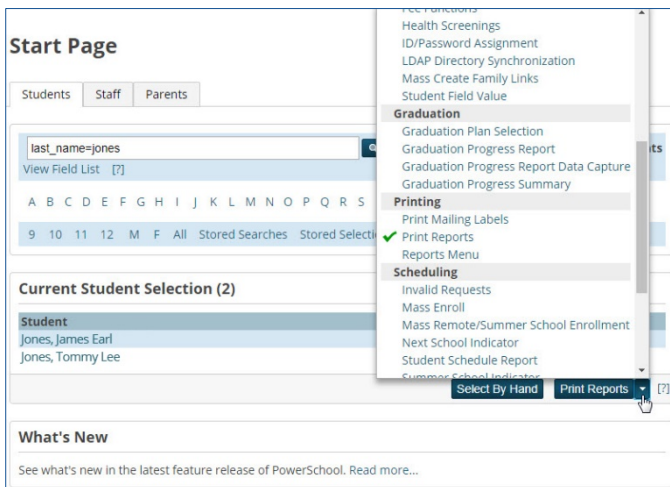 Start Page
Students Staff Parents
last_name=jones
View Field List [?]
A B C D E F G H I J K L M N O P Q R S
9 10 11 12 M F All Stored Searches Stored Selecti
Current Student Selection (2)
Student
Jones, James Earl
Jones, Tommy Lee
Fee Functions
Health Screenings
ID/Password Assignment
LDAP Directory Synchronization
Mass Create Family Links
Student Field Value
Graduation
Graduation Plan Selection
Graduation Progress Report
Graduation Progress Report Data Capture
Graduation Progress Summary
Printing
Print Mailing Labels
Print Reports
Reports Menu
Scheduling
Invalid Requests
Mass Enroll
Mass Remote/Summer School Enrollment
Next School Indicator
Student Schedule Report
Summer School Indicator
ts
Select By Hand Print Reports [?]
What's New
See what's new in the latest feature release of PowerSchool. Read more...